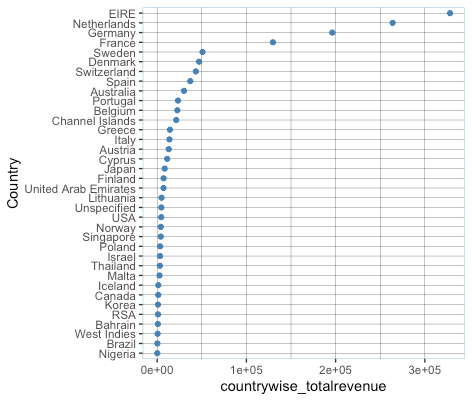 EIRE
Netherlands
Germany
France
Sweden
Denmark
Switzerland
Spain
Australia
Portugal
Belgium
Channel Islands
Greece
Italy
Austria
Cyprus
Japan
Finland
United Arab Emirates
Lithuania
Unspecified
USA
Norway
Singapore
Poland
Israel
Thailand
Malta
Iceland
Canada
Korea
RSA
Bahrain
West Indies
Brazil
Nigeria
Country
0e+00 1e+05 2e+05 3e+05
countrywise_totalrevenue